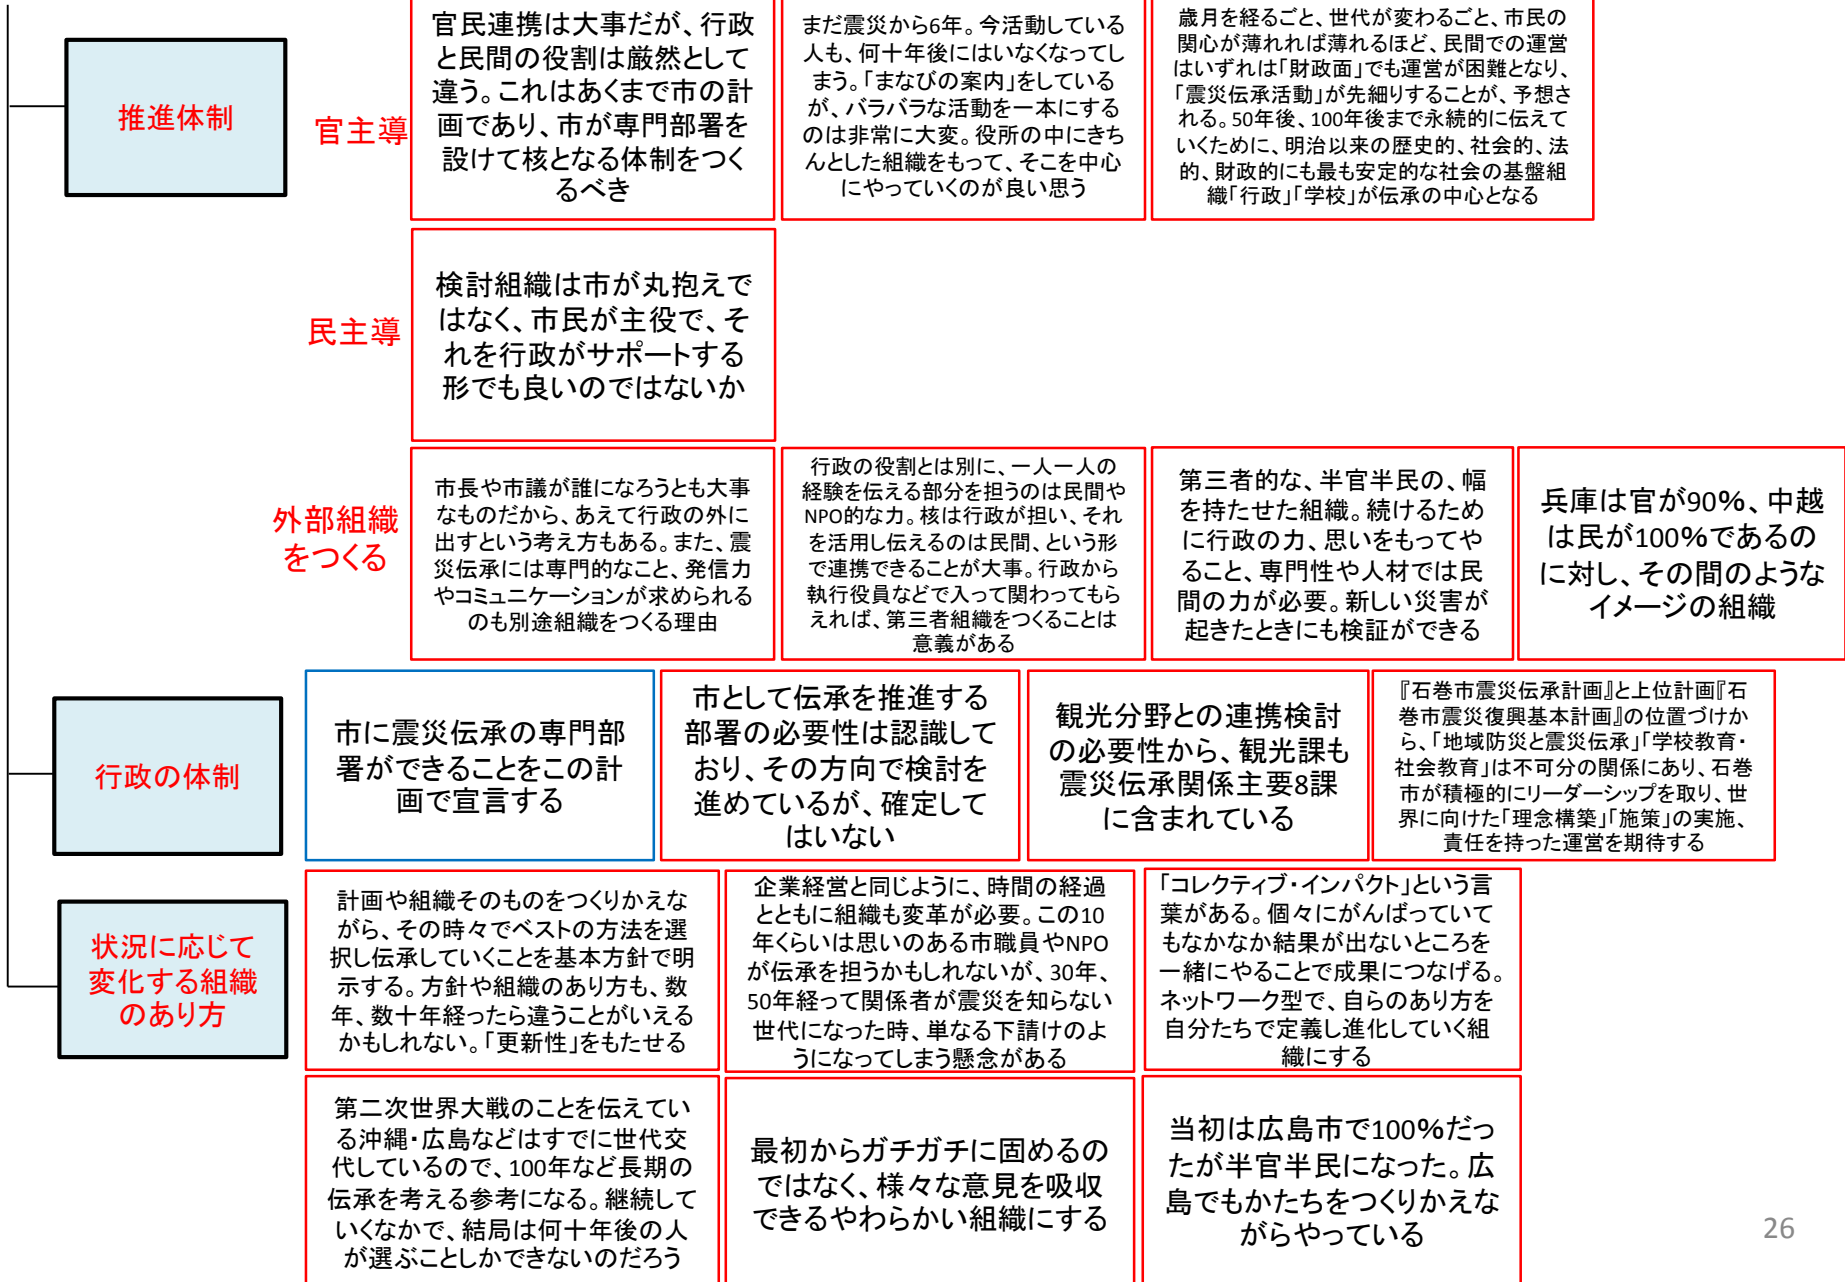 推進体制
官主導
官民連携は大事だが、行政
と民間の役割は厳然として
違う。これはあくまで市の計
画であり、市が専門部署を
設けて核となる体制をつく
るべき
まだ震災から6年。今活動している
人も、何十年後にはいなくなってし
まう。「まなびの案内」をしている
が、バラバラな活動を一本にする
のは非常に大変。役所の中にきち
んとした組織をもって、そこを中心
にやっていくのが良い思う
歳月を経るごと、世代が変わるごと、市民の
関心が薄れれば薄れるほど、民間での運営
はいずれは「財政面」でも運営が困難となり、
「震災伝承活動」が先細りすることが、予想さ
れる。50年後、100年後まで永続的に伝えて
いくために、明治以来の歴史的、社会的、法
的、財政的にも最も安定的な社会の基盤組
織「行政」「学校」が伝承の中心となる
民主導
検討組織は市が丸抱えで
はなく、市民が主役で、そ
れを行政がサポートする
形でも良いのではないか
外部組織
をつくる
市長や市議が誰になろうとも大事
なものだから、あえて行政の外に
出すという考え方もある。また、震
災伝承には専門的なこと、発信力
やコミュニケーションが求められる
のも別途組織をつくる理由
行政の役割とは別に、一人一人の
経験を伝える部分を担うのは民間や
NPO的な力。核は行政が担い、それ
を活用し伝えるのは民間、という形
で連携できることが大事。行政から
執行役員などで入って関わってもら
えれば、第三者組織をつくることは
意義がある
第三者的な、半官半民の、幅
を持たせた組織。続けるため
に行政の力、思いをもってや
ること、専門性や人材では民
間の力が必要。新しい災害が
起きたときにも検証ができる
兵庫は官が90%、中越
は民が100%であるの
に対し、その間のような
イメージの組織
行政の体制
市に震災伝承の専門部
署ができることをこの計
画で宣言する
市として伝承を推進する
部署の必要性は認識して
おり、その方向で検討を
進めているが、確定して
はいない
観光分野との連携検討
の必要性から、観光課も
震災伝承関係主要8課
に含まれている
『石巻市震災伝承計画』と上位計画『石
巻市震災復興基本計画』の位置づけか
ら、「地域防災と震災伝承」「学校教育・
社会教育」は不可分の関係にあり、石巻
市が積極的にリーダーシップを取り、世
界に向けた「理念構築」「施策」の実施、
責任を持った運営を期待する
状況に応じて
変化する組織
のあり方
計画や組織そのものをつくりかえな
がら、その時々でベストの方法を選
択し伝承していくことを基本方針で明
示する。方針や組織のあり方も、数
年、数十年経ったら違うことがいえる
かもしれない。「更新性」をもたせる
企業経営と同じように、時間の経過
とともに組織も変革が必要。この10
年くらいは思いのある市職員やNPO
が伝承を担うかもしれないが、30年、
50年経って関係者が震災を知らない
世代になった時、単なる下請けのよ
うになってしまう懸念がある
「コレクティブ・インパクト」という言
葉がある。個々にがんばっていて
もなかなか結果が出ないところを
一緒にやることで成果につなげる。
ネットワーク型で、自らのあり方を
自分たちで定義し進化していく組
織にする
第二次世界大戦のことを伝えてい
る沖縄・広島などはすでに世代交
代しているので、100年など長期の
伝承を考える参考になる。継続して
いくなかで、結局は何十年後の人
が選ぶことしかできないのだろう
最初からガチガチに固めるの
ではなく、様々な意見を吸収
できるやわらかい組織にする
当初は広島市で100%だっ
たが半官半民になった。広
島でもかたちをつくりかえな
がらやっている
26